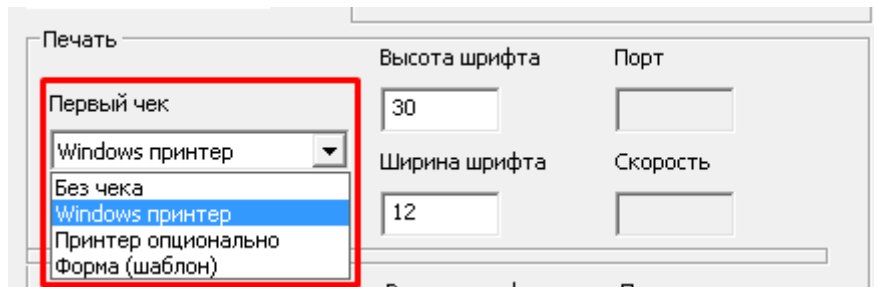 Печать
Высота шрифта
Порт
Первый чек
30
Windows принтер
Ширина шрифта
Скорость
Без чека
Windows принтер
12
Принтер опционально
Форма (шаблон)